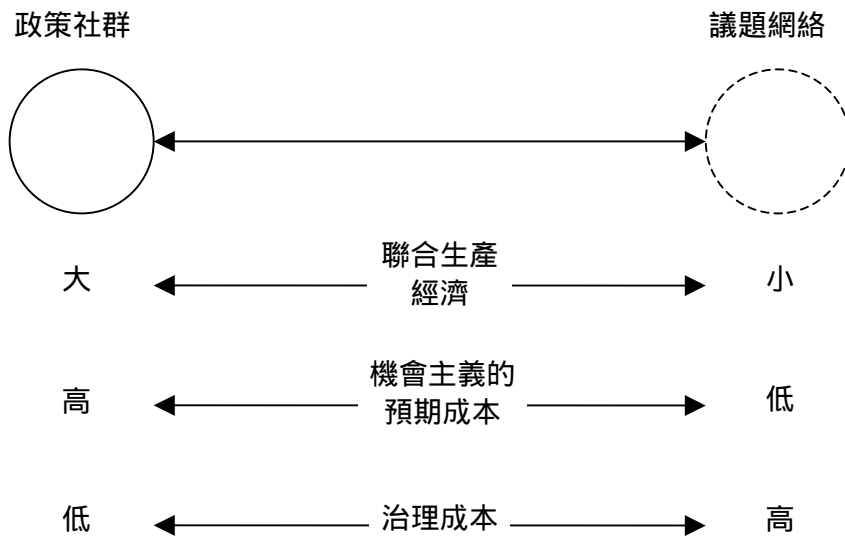 政策社群
議題網絡
大
聯合生產
經濟
小
高
機會主義的
預期成本
低
低
治理成本
高